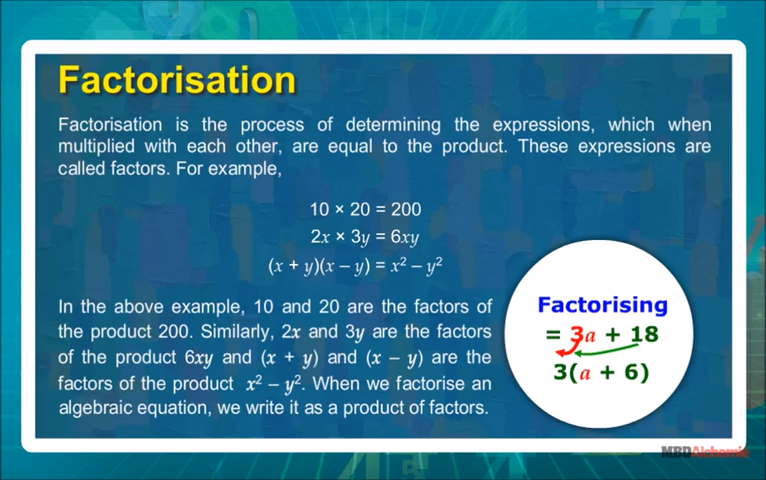 Factorisation
Factorisation is the process of determining the expressions, which when
multiplied with each other, are equal to the product. These expressions are
called factors. For example,
10 × 20 = 200
2x × 3y = 6xy
(x + y)(x – y) = x² – y²
In the above example, 10 and 20 are the factors of
the product 200. Similarly, 2x and 3y are the factors
of the product 6xy and (x + y) and (x – y) are the
factors of the product x² – y². When we factorise an
algebraic equation, we write it as a product of factors.
Factorising
= 3a + 18
3(a + 6)
MBDAlchemie